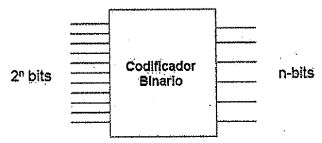 2ⁿ bits
Codificador
Binario
n-bits